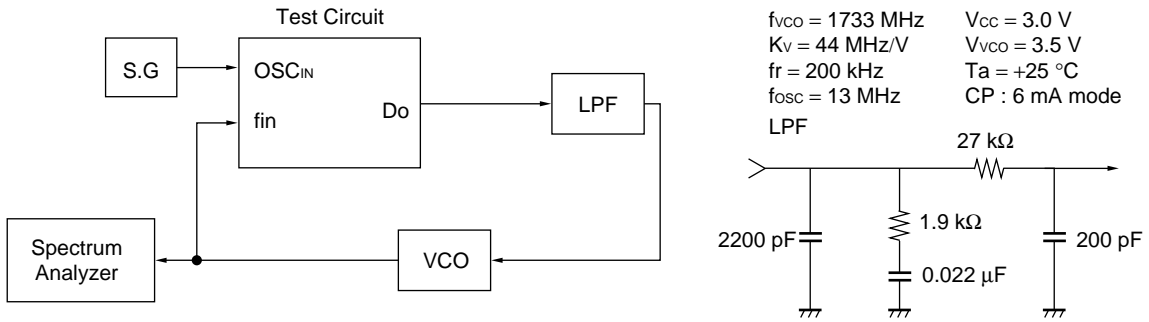 Test Circuit
S.G
OSCIN
fin
Do
LPF
VCO
Spectrum
Analyzer
fVCO = 1733 MHz
KV = 44 MHz/V
fr = 200 kHz
fOSC = 13 MHz
LPF
VCC = 3.0 V
VVCO = 3.5 V
Ta = +25 °C
CP : 6 mA mode
27 kΩ
2200 pF
1.9 kΩ
0.022 µF
200 pF